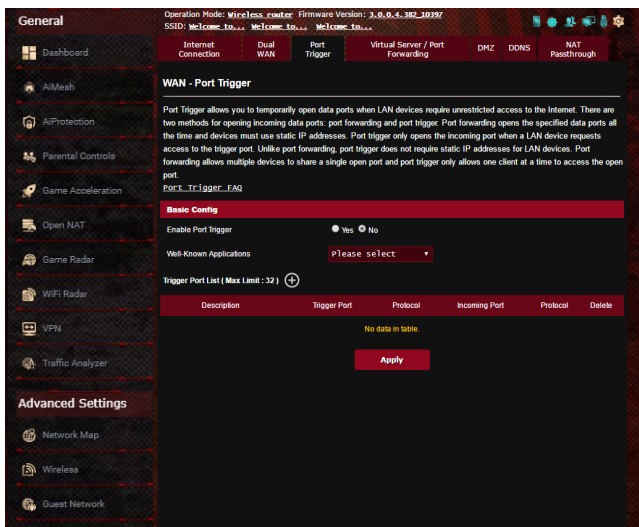 General
Operation Mode: Wireless router Firmware Version: 3.0.0.4.382_10397
SSID: Welcome to... Welcome to... Welcome to...
Dashboard
AiMesh
AiProtection
Parental Controls
Game Acceleration
Open NAT
Game Radar
WiFi Radar
VPN
Traffic Analyzer
Advanced Settings
Network Map
Wireless
Guest Network
Internet Connection
Dual WAN
Port Trigger
Virtual Server / Port Forwarding
DMZ
DDNS
NAT Passthrough
WAN - Port Trigger
Port Trigger allows you to temporarily open data ports when LAN devices require unrestricted access to the Internet. There are
two methods for opening incoming data ports: port forwarding and port trigger. Port forwarding opens the specified data ports all
the time and devices must use static IP addresses. Port trigger only opens the incoming port when a LAN device requests
access to the trigger port. Unlike port forwarding, port trigger does not require static IP addresses for LAN devices. Port
forwarding allows multiple devices to share a single open port and port trigger only allows one client at a time to access the open
port.
Port Trigger FAQ
Basic Config
Enable Port Trigger Yes No
Well-Known Applications Please select
Trigger Port List ( Max Limit : 32 )
Description Trigger Port Protocol Incoming Port Protocol Delete
No data in table.
Apply